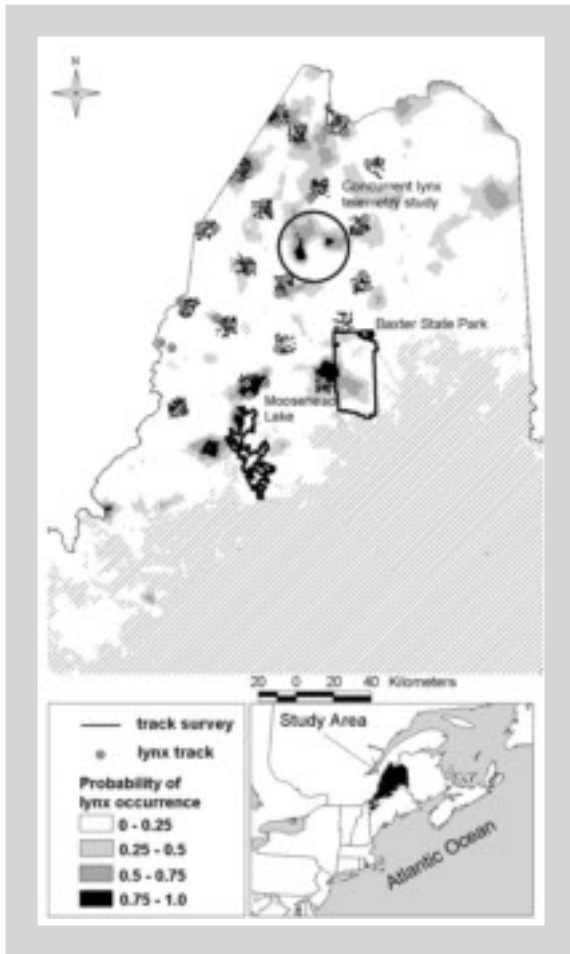 N
Concurrent lynx
telemetry study
Baxter State Park
Moosehead
Lake
20 0 20 40 Kilometers
track survey
lynx track
Probability of
lynx occurrence
0 - 0.25
0.25 - 0.5
0.5 - 0.75
0.75 - 1.0
Study Area
Atlantic Ocean